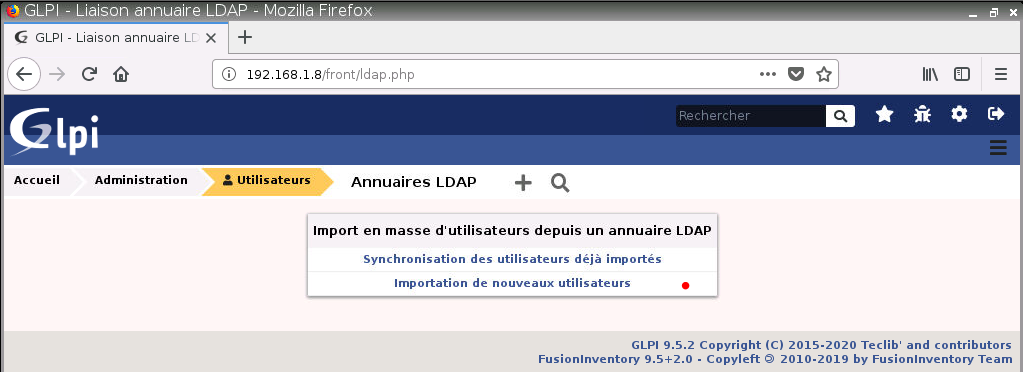 GLPI - Liaison annuaire LDAP - Mozilla Firefox
GLPI - Liaison annuaire LD
192.168.1.8/front/ldap.php
Glpi
Rechercher
Accueil Administration Utilisateurs Annuaires LDAP
Import en masse d'utilisateurs depuis un annuaire LDAP
Synchronisation des utilisateurs déjà importés
Importation de nouveaux utilisateurs
GLPI 9.5.2 Copyright (C) 2015-2020 Teclib' and contributors
FusionInventory 9.5+2.0 - Copyleft 🄯 2010-2019 by FusionInventory Team